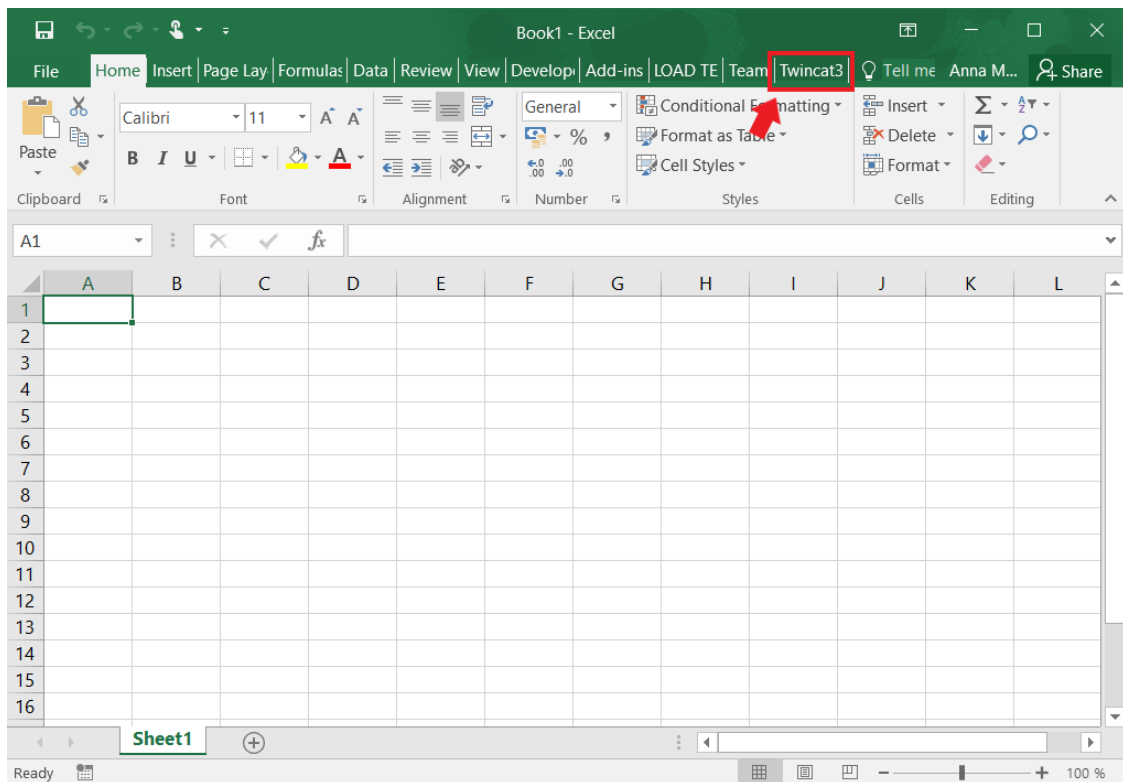 Book1 - Excel
File Home Insert Page Lay Formulas Data Review View Develop Add-ins LOAD TE Team Twincat3 Tell me Anna M... Share
Calibri 11 A A General Conditional Formatting Insert Σ
Paste % , Format as Table Delete
B I U A Cell Styles Format
Clipboard Font Alignment Number Styles Cells Editing
A1 fx
A B C D E F G H I J K L
1
2
3
4
5
6
7
8
9
10
11
12
13
14
15
16
Sheet1
Ready 100 %